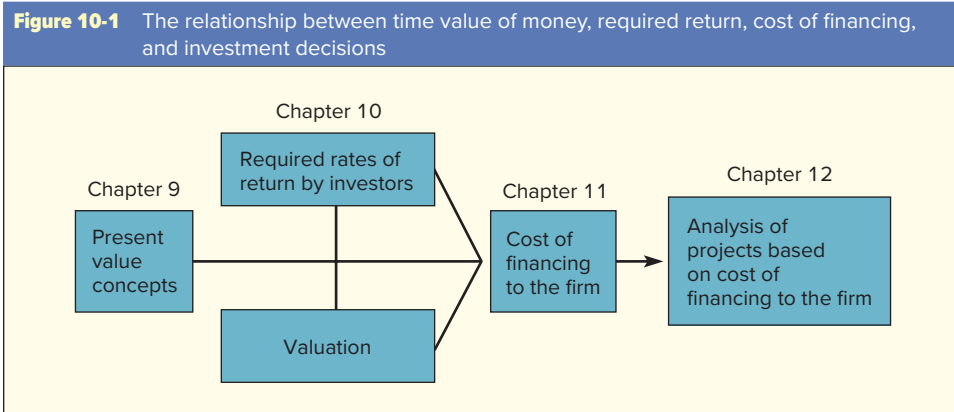 Figure 10-1 The relationship between time value of money, required return, cost of financing,
and investment decisions
Chapter 10
Required rates of
return by investors
Chapter 9
Present
value
concepts
Valuation
Chapter 11
Cost of
financing
to the firm
Chapter 12
Analysis of
projects based
on cost of
financing to the firm